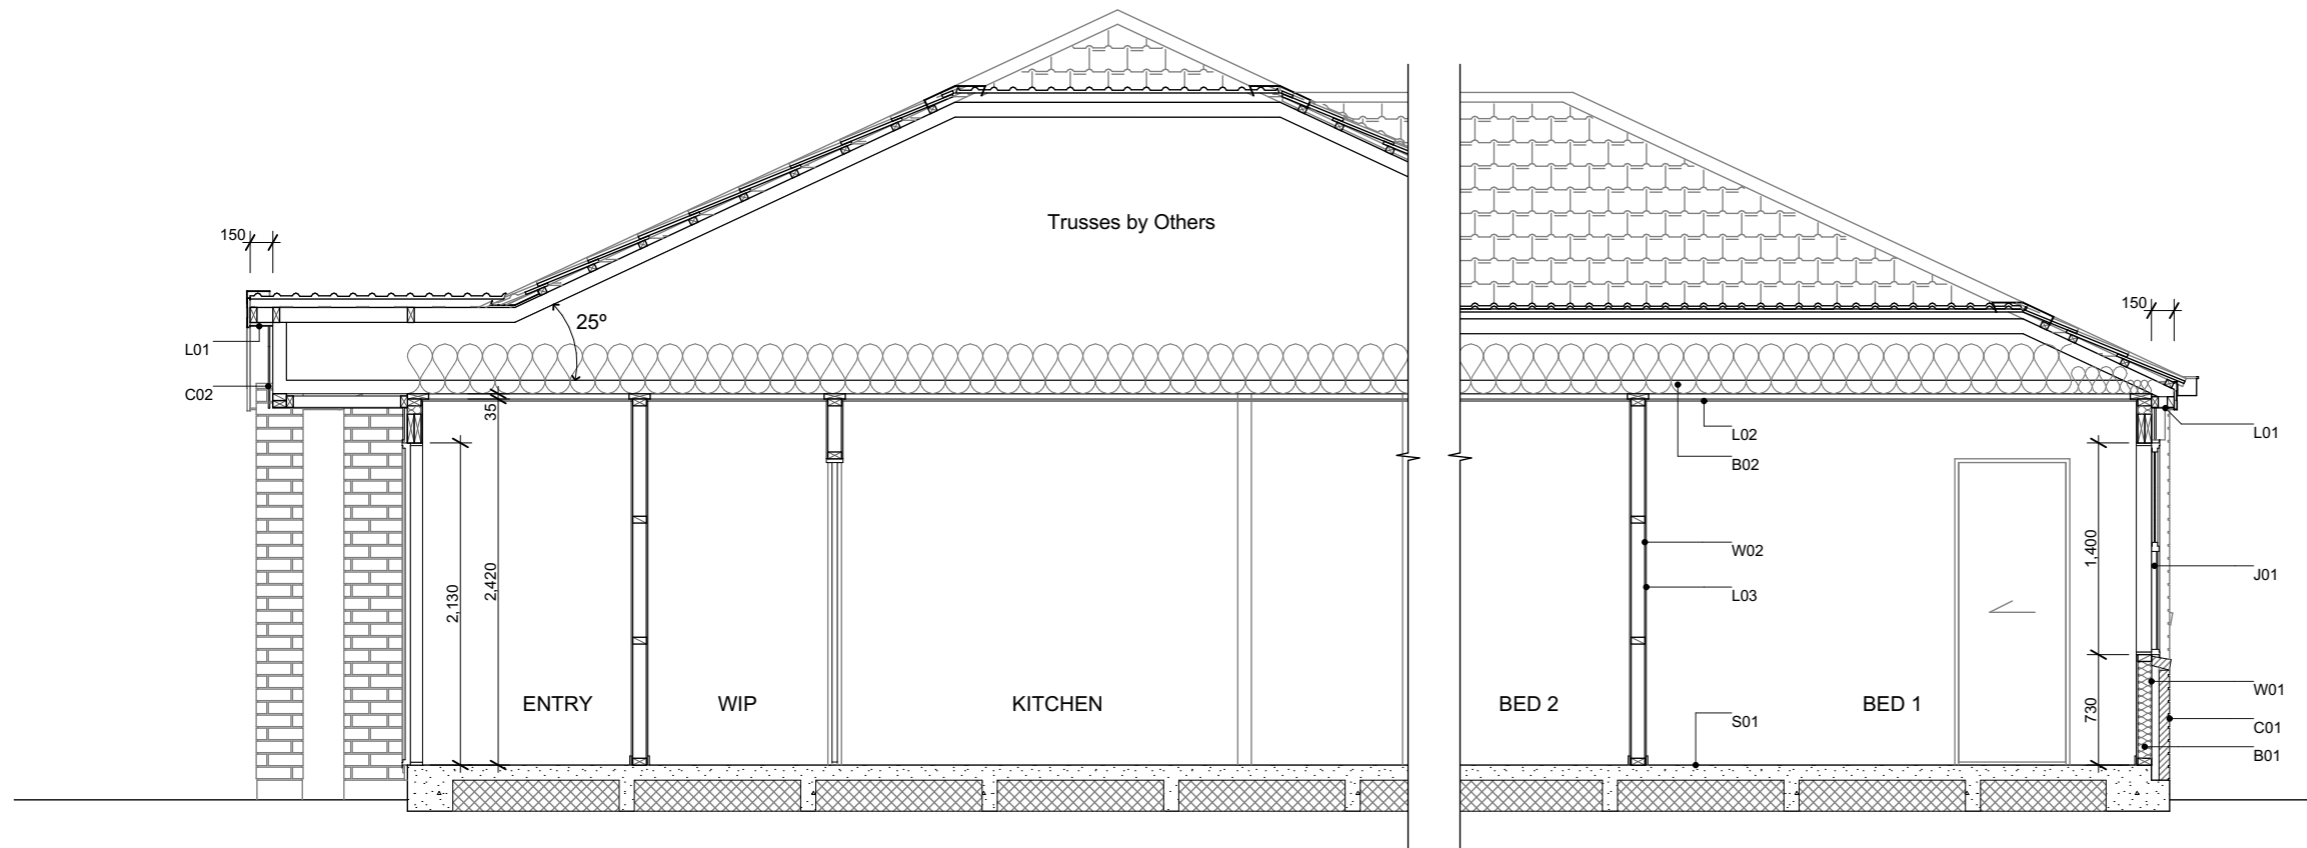 Trusses by Others
150
150
25°
L01
C02
35
L02
L01
B02
2,130
2,420
1,400
W02
J01
L03
ENTRY
WIP
KITCHEN
BED 2
BED 1
730
W01
S01
C01
B01